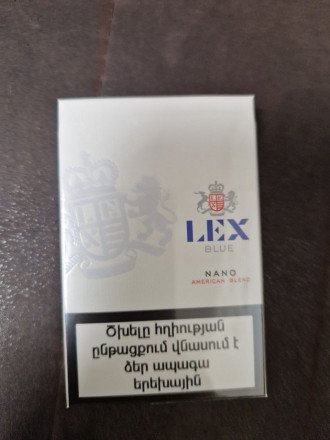 LEX
BLUE
NANO
AMERICAN BLEND
Ծխելը հղիության
ընթացքում վնասում է
ձեր ապագա
երեխային